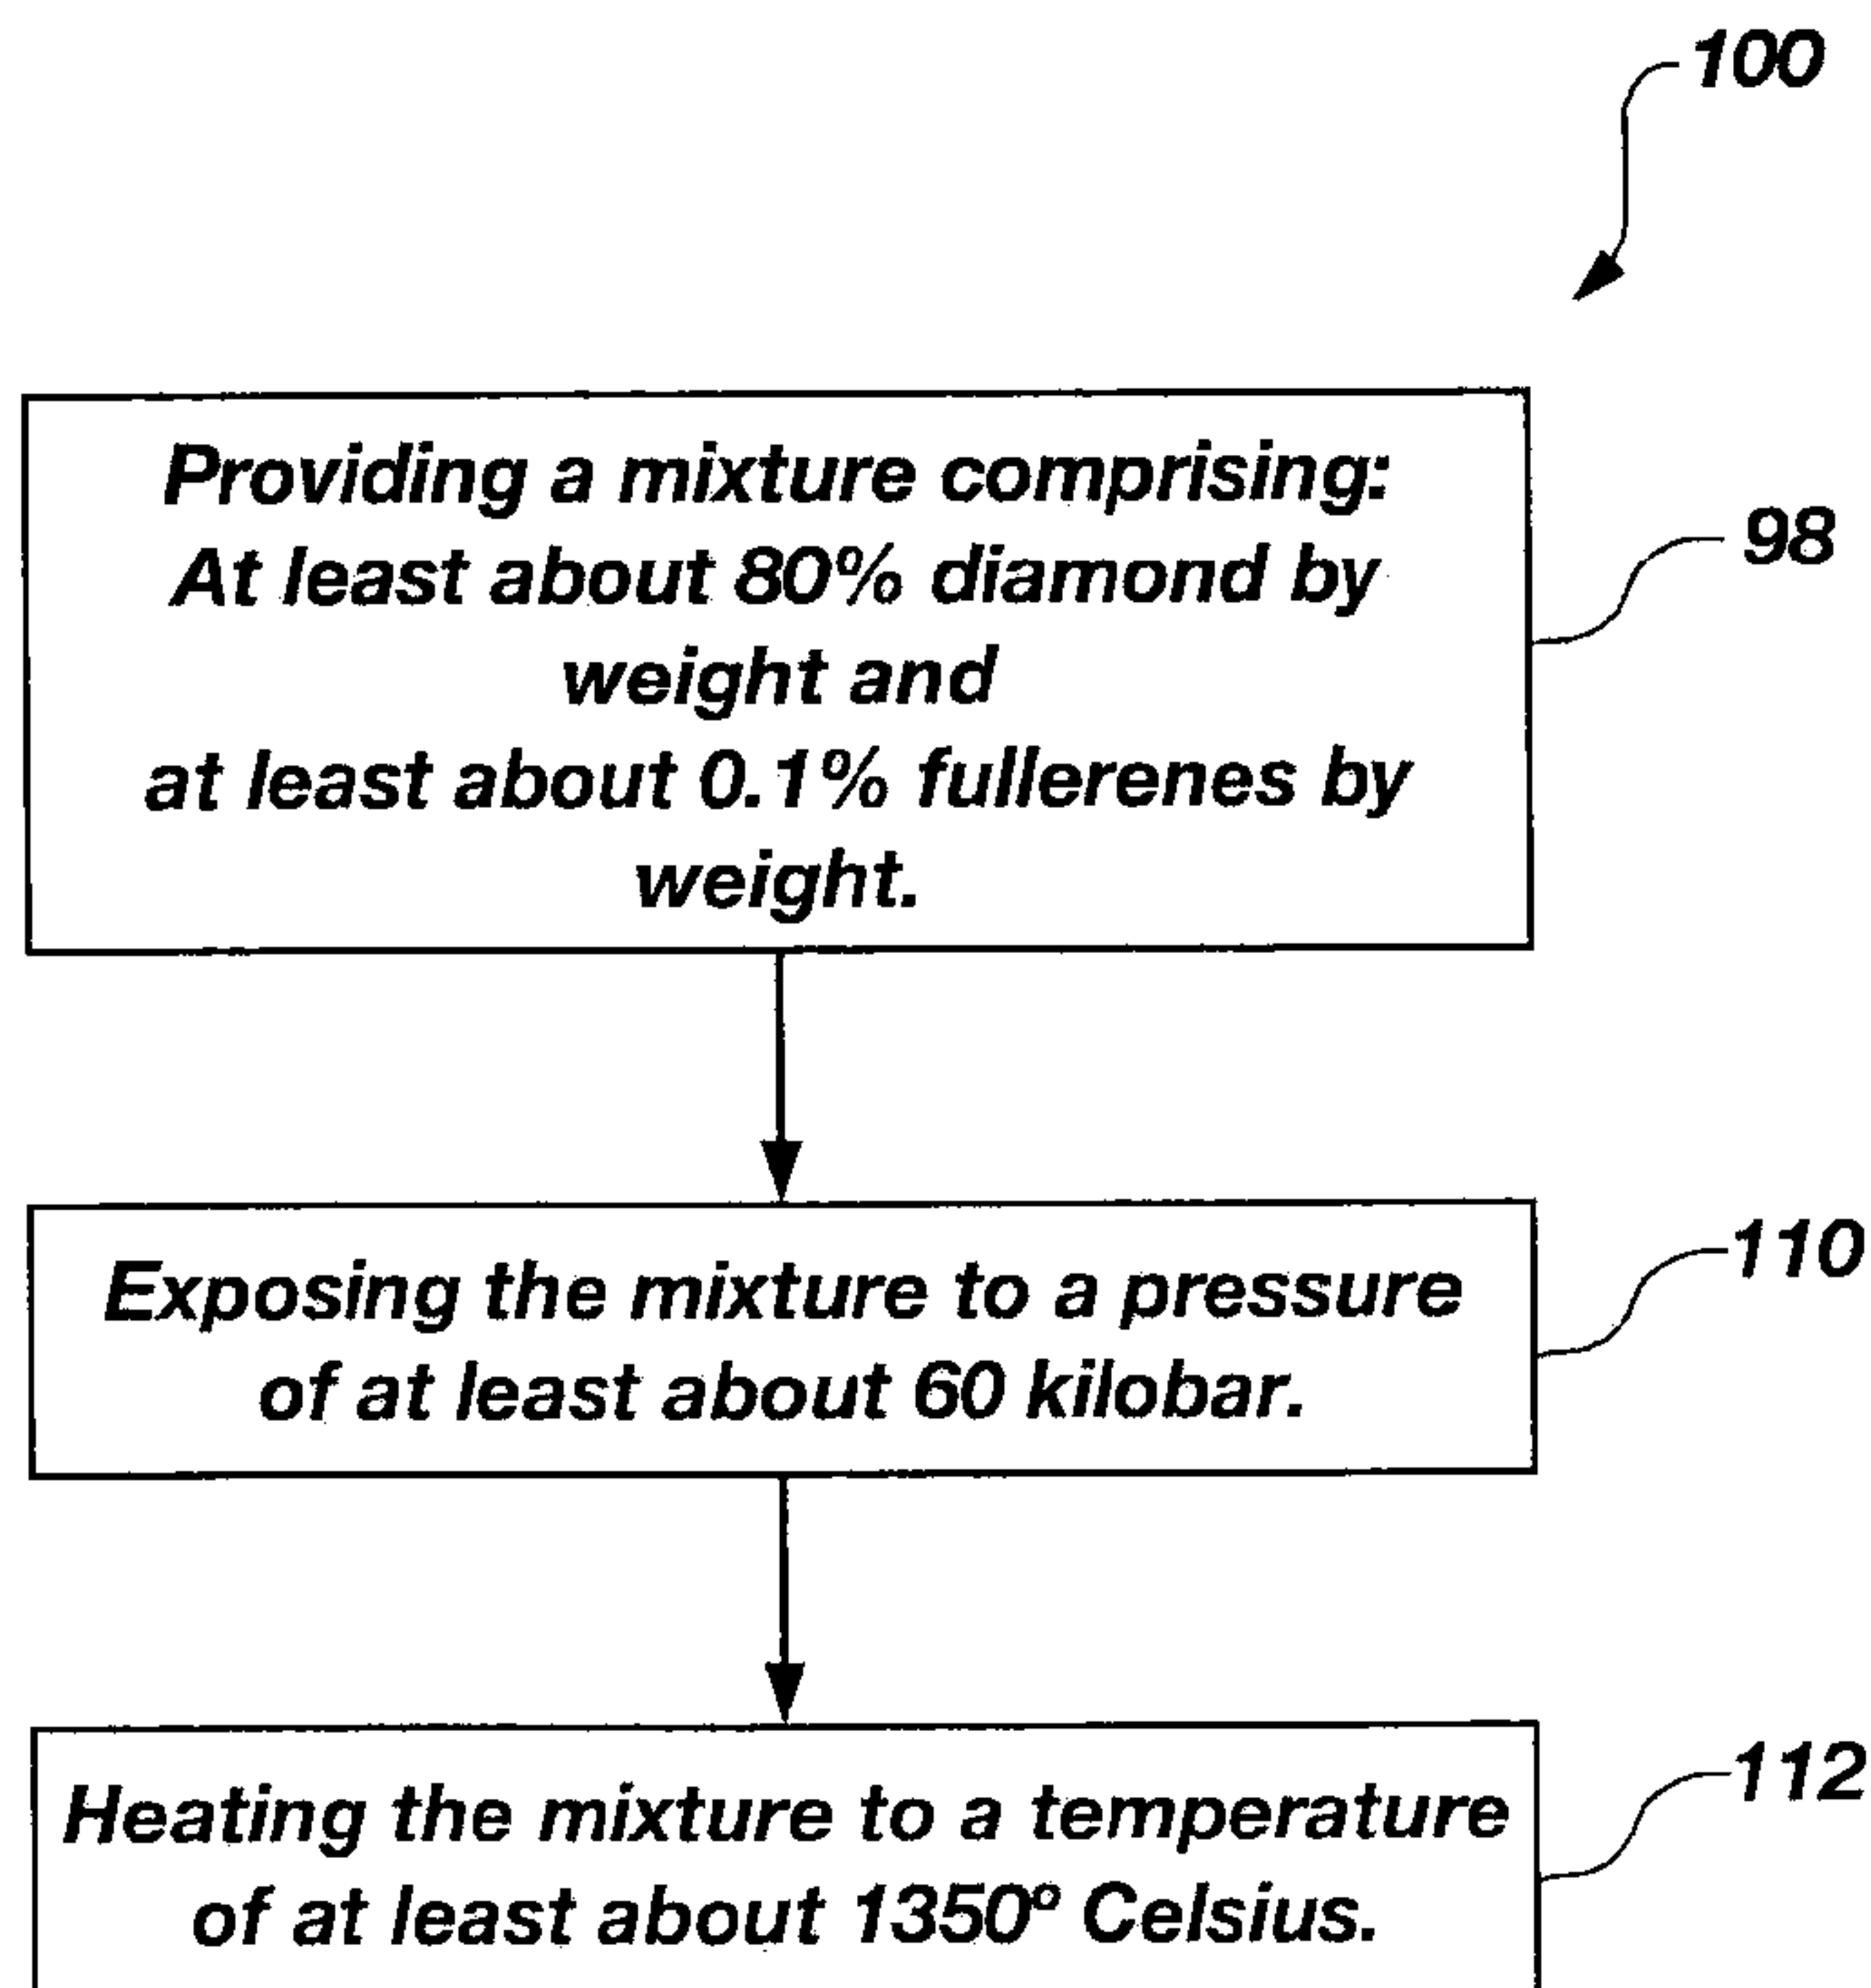 100
Providing a mixture comprising:
At least about 80% diamond by
weight and
at least about 0.1% fullerenes by
weight.
98
Exposing the mixture to a pressure
of at least about 60 kilobar.
110
Heating the mixture to a temperature
of at least about 1350° Celsius.
112